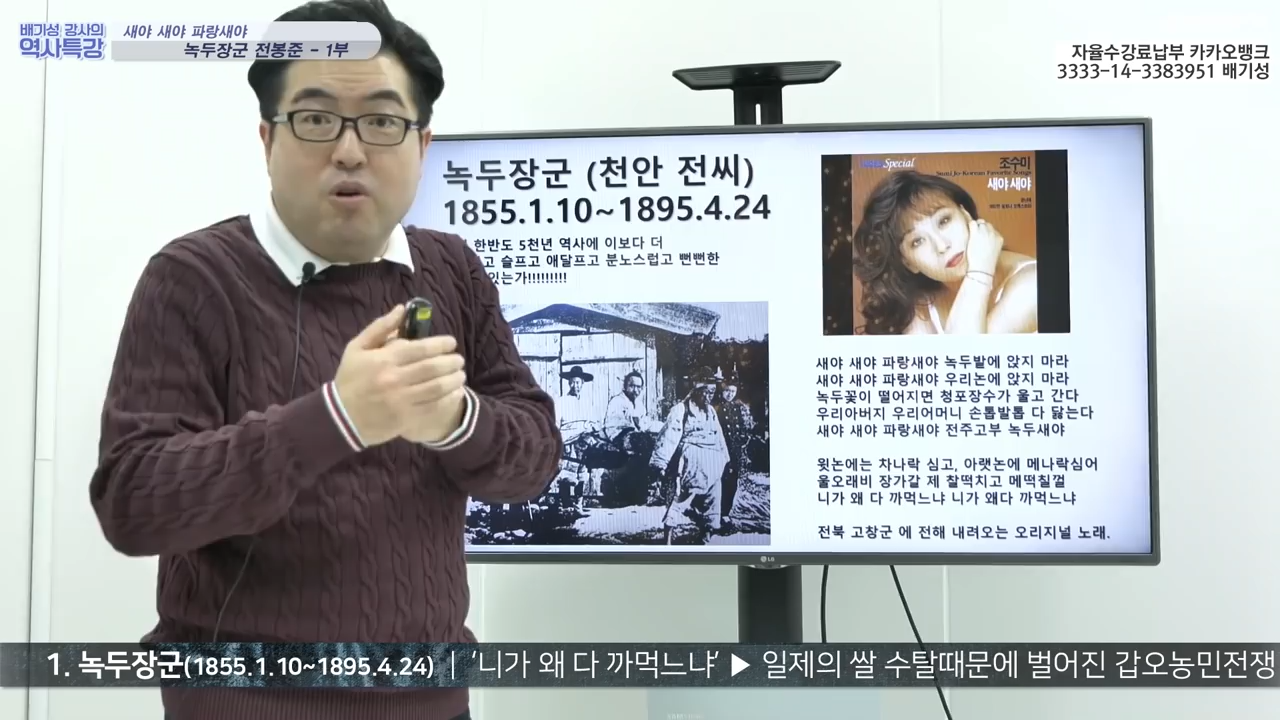 배기성 강사의
역사특강
새야 새야 파랑새야
녹두장군 전봉준 - 1부
자율수강료납부 카카오뱅크
3333-14-3383951 배기성
녹두장군 (천안 전씨)
1855.1.10~1895.4.24
한반도 5천년 역사에 이보다 더
고 슬프고 애달프고 분노스럽고 뻔뻔한
있는가!!!!!!!!!
Special
조수미
새야 새야
새야 새야 파랑새야 녹두밭에 앉지 마라
새야 새야 파랑새야 우리논에 앉지 마라
녹두꽃이 떨어지면 청포장수가 울고 간다
우리아버지 우리어머니 손톱발톱 다 닳는다
새야 새야 파랑새야 전주고부 녹두새야
윗논에는 차나락 심고, 아랫논에 메나락심어
울오래비 장가갈 제 찰떡치고 메떡칠껄
니가 왜 다 까먹느냐 니가 왜다 까먹느냐
전북 고창군 에 전해 내려오는 오리지널 노래.
LG
1. 녹두장군(1855.1.10~1895.4.24) | ‘니가 왜 다 까먹느냐’ ▶ 일제의 쌀 수탈때문에 벌어진 갑오농민전쟁